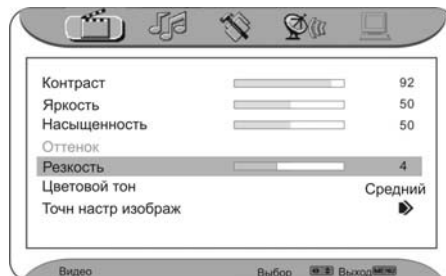 Контраст 92
Яркость 50
Насыщенность 50
Оттенок
Резкость 4
Цветовой тон Средний
Точн настр изображ
Видео Выбор Выход